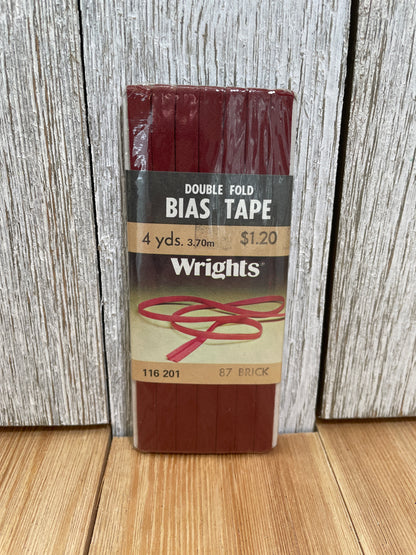 DOUBLE FOLD
BIAS TAPE
4 yds. 3.70m $1.20
Wrights®
116 201 87 BRICK